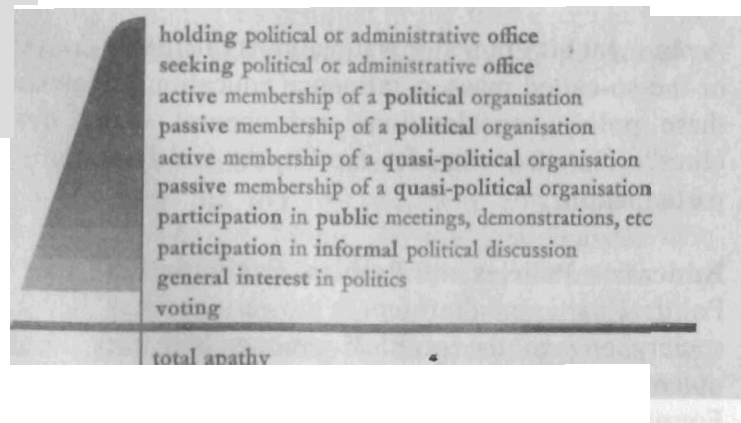 holding political or administrative office
seeking political or administrative office
active membership of a political organisation
passive membership of a political organisation
active membership of a quasi-political organisation
passive membership of a quasi-political organisation
participation in public meetings, demonstrations, etc
participation in informal political discussion
general interest in politics
voting
total apathy